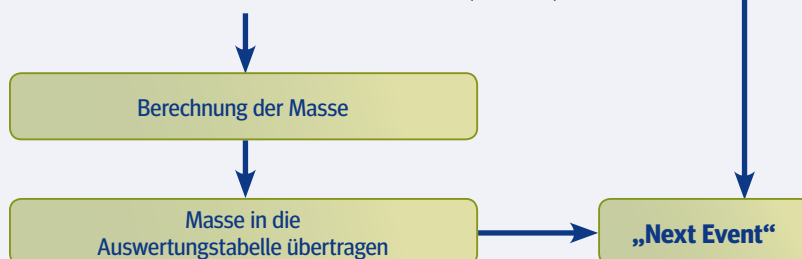 Berechnung der Masse
Masse in die
Auswertungstabelle übertragen
„Next Event“